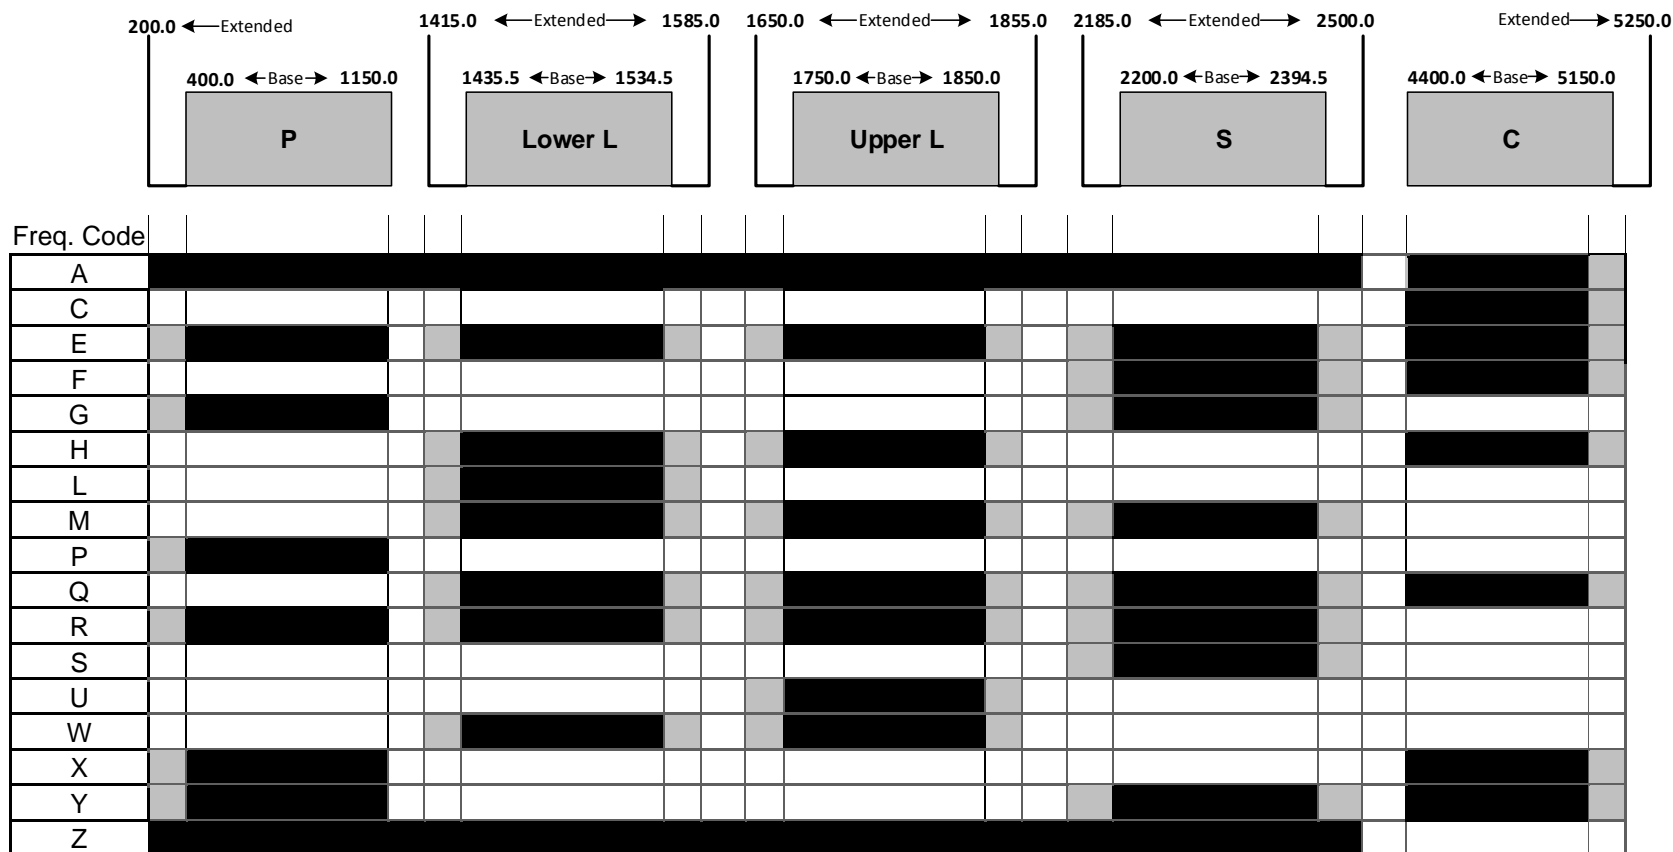 1415.0 Extended 1585.0 1650.0 Extended 1855.0 2185.0 Extended 2500.0 Extended 5250.0
200.0 Extended
400.0 Base 1150.0 1435.5 Base 1534.5 1750.0 Base 1850.0 2200.0 Base 2394.5 4400.0 Base 5150.0
P Lower L Upper L S C
Freq. Code
A
C
E
F
G
H
L
M
P
Q
R
S
U
W
X
Y
Z